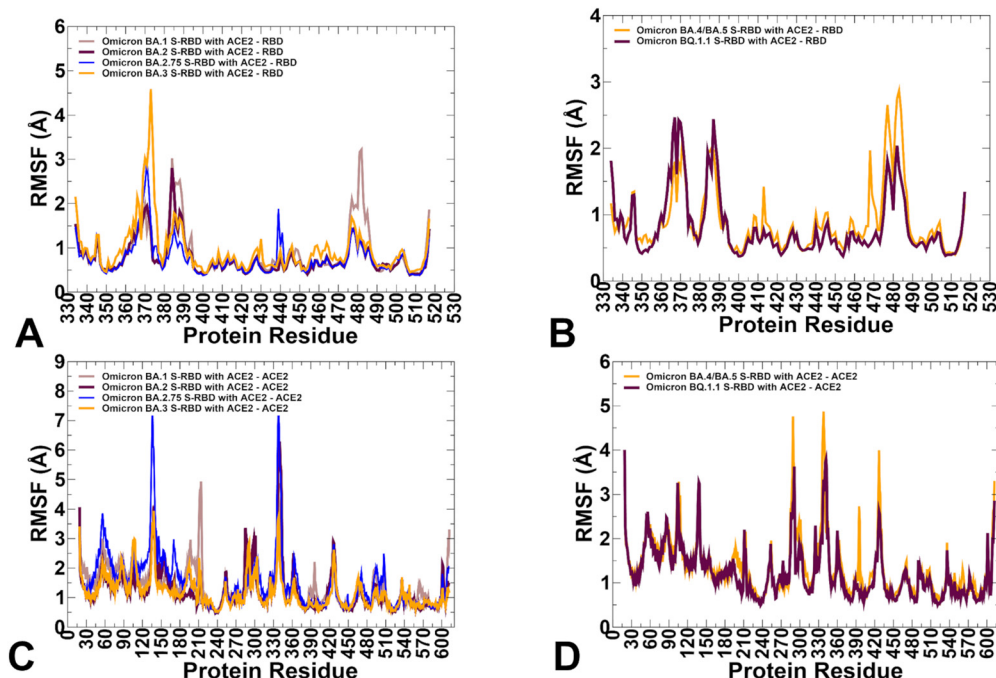 A
Omicron BA.1 S-RBD with ACE2 - RBD
Omicron BA.2 S-RBD with ACE2 - RBD
Omicron BA.2.75 S-RBD with ACE2 - RBD
Omicron BA.3 S-RBD with ACE2 - RBD
6
5
4
3
2
1
0
RMSF (Å)
330 340 350 360 370 380 390 400 410 420 430 440 450 460 470 480 490 500 510 520 530
Protein Residue
B
Omicron BA.4/BA.5 S-RBD with ACE2 - RBD
Omicron BQ.1.1 S-RBD with ACE2 - RBD
4
3
2
1
0
RMSF (Å)
330 340 350 360 370 380 390 400 410 420 430 440 450 460 470 480 490 500 510 520 530
Protein Residue
C
Omicron BA.1 S-RBD with ACE2 - ACE2
Omicron BA.2 S-RBD with ACE2 - ACE2
Omicron BA.2.75 S-RBD with ACE2 - ACE2
Omicron BA.3 S-RBD with ACE2 - ACE2
9
8
7
6
5
4
3
2
1
0
RMSF (Å)
0 30 60 90 120 150 180 210 240 270 300 330 360 390 420 450 480 510 540 570 600
Protein Residue
D
Omicron BA.4/BA.5 S-RBD with ACE2 - ACE2
Omicron BQ.1.1 S-RBD with ACE2 - ACE2
6
5
4
3
2
1
0
RMSF (Å)
0 30 60 90 120 150 180 210 240 270 300 330 360 390 420 450 480 510 540 570 600
Protein Residue